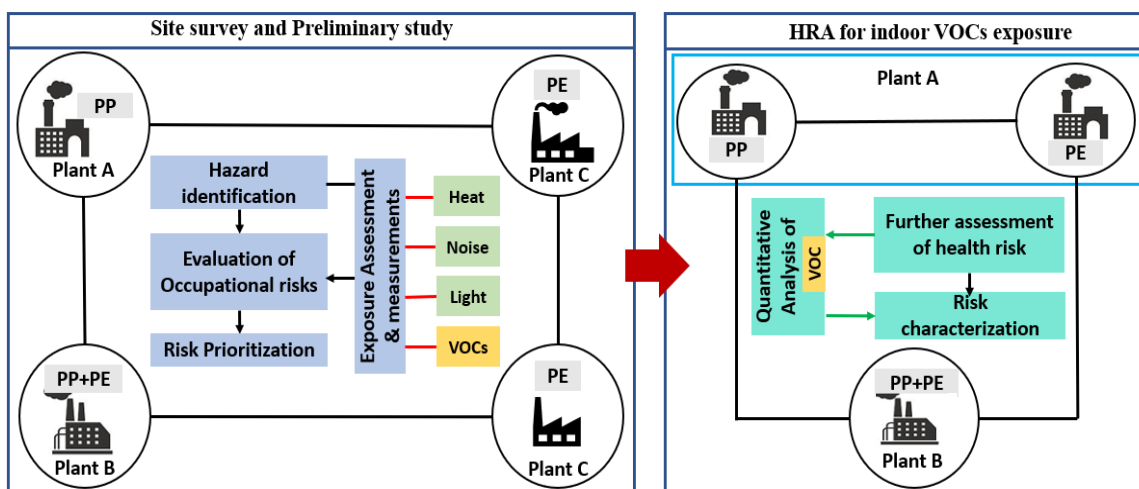 Site survey and Preliminary study
PP
Plant A
PE
Plant C
Hazard
identification
Evaluation of
Occupational risks
Risk Prioritization
Exposure Assessment
& measurements
Heat
Noise
Light
VOCs
PP+PE
Plant B
PE
Plant C
HRA for indoor VOCs exposure
Plant A
PP
PE
Quantitative
Analysis of
VOC
Further assessment
of health risk
Risk
characterization
PP+PE
Plant B